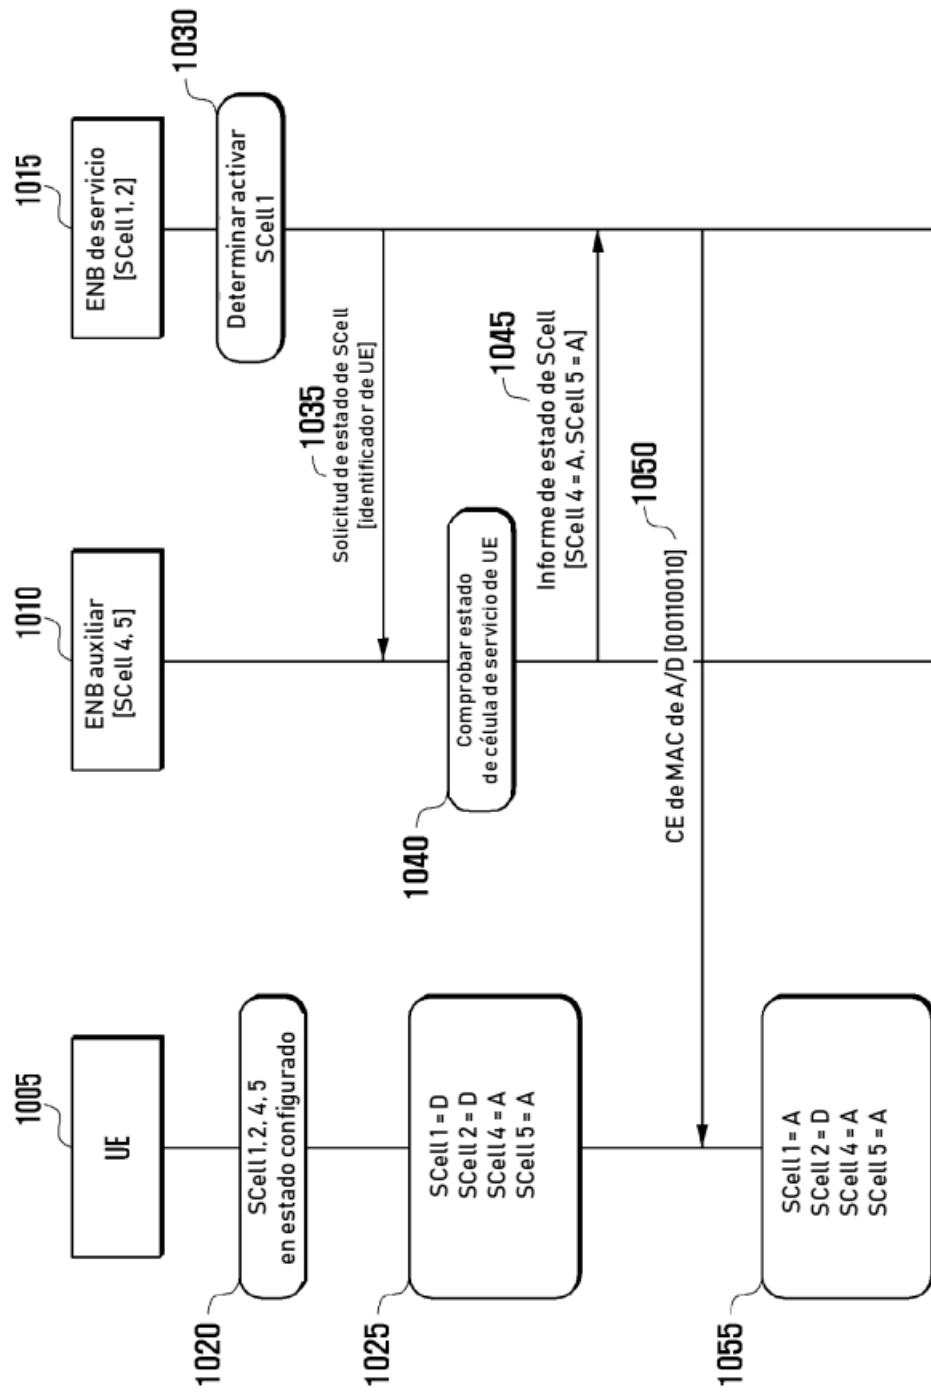 1005
UE
1010
ENB auxiliar
[SCell 4, 5]
1015
ENB de servicio
[SCell 1, 2]
1020
SCell 1, 2, 4, 5
en estado configurado
1030
Determinar activar
SCell 1
1025
SCell 1 = D
SCell 2 = D
SCell 4 = A
SCell 5 = A
1035
Solicitud de estado de SCell
[identificador de UE]
1040
Comprobar estado
de célula de servicio de UE
1045
Informe de estado de SCell
[SCell 4 = A, SCell 5 = A]
1050
CE de MAC de A/D [00110010]
1055
SCell 1 = A
SCell 2 = D
SCell 4 = A
SCell 5 = A